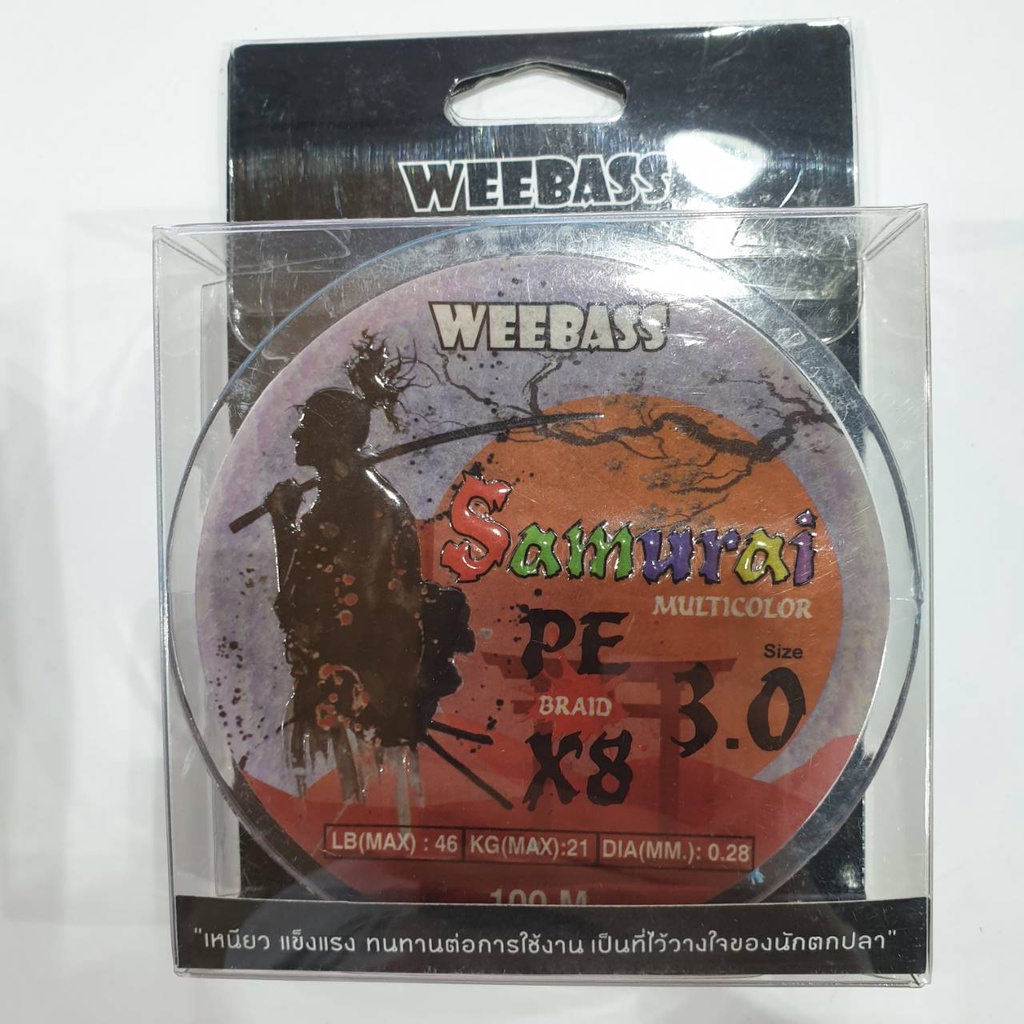 WEEBASS
WEEBASS
Samurai
MULTICOLOR
PE
Size
BRAID
3.0
X8
LB(MAX) : 46 KG(MAX):21 DIA(MM.): 0.28
100 M
"เหนียว แข็งแรง ทนทานต่อการใช้งาน เป็นที่ไว้วางใจของนักตกปลา"